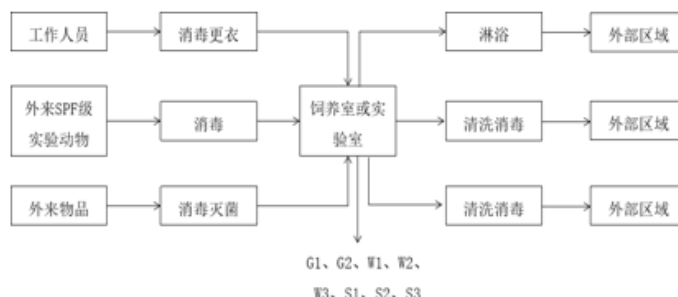 工作人员
消毒更衣
淋浴
外部区域
外来SPF级
实验动物
消毒
饲养室或实
验室
清洗消毒
外部区域
外来物品
消毒灭菌
清洗消毒
外部区域
G1、G2、W1、W2、
W3、S1、S2、S3